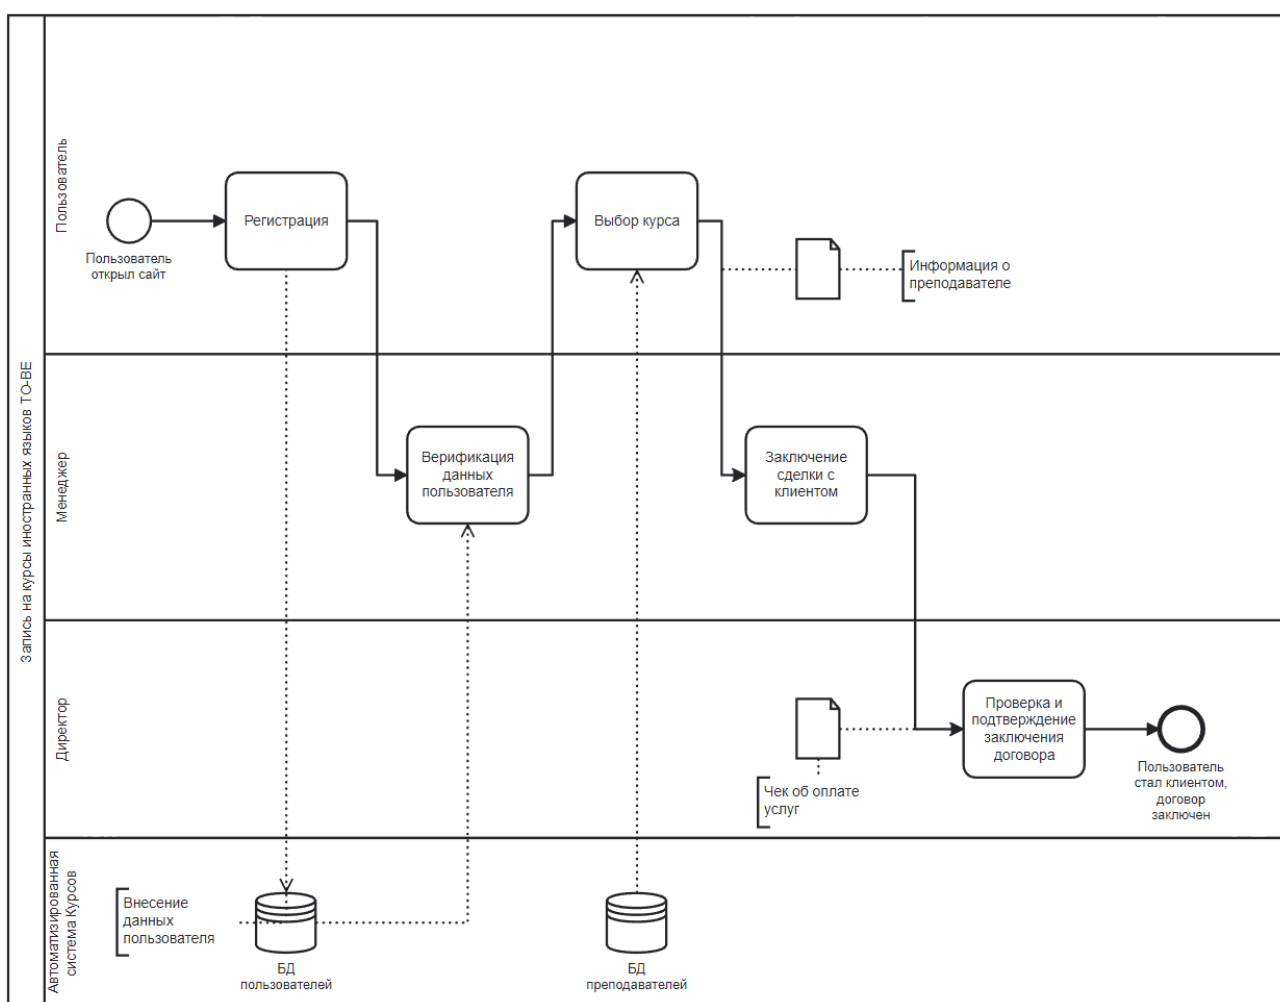 Запись на курсы иностранных языков TO-BE
Пользователь
Пользователь
открыл сайт
Регистрация
Выбор курса
Информация о
преподавателе
Менеджер
Верификация
данных
пользователя
Заключение
сделки с
клиентом
Директор
Чек об оплате
услуг
Проверка и
подтверждение
заключения
договора
Пользователь
стал клиентом,
договор
заключен
Автоматизированная
система Курсов
Внесение
данных
пользователя
БД
пользователей
БД
преподавателей